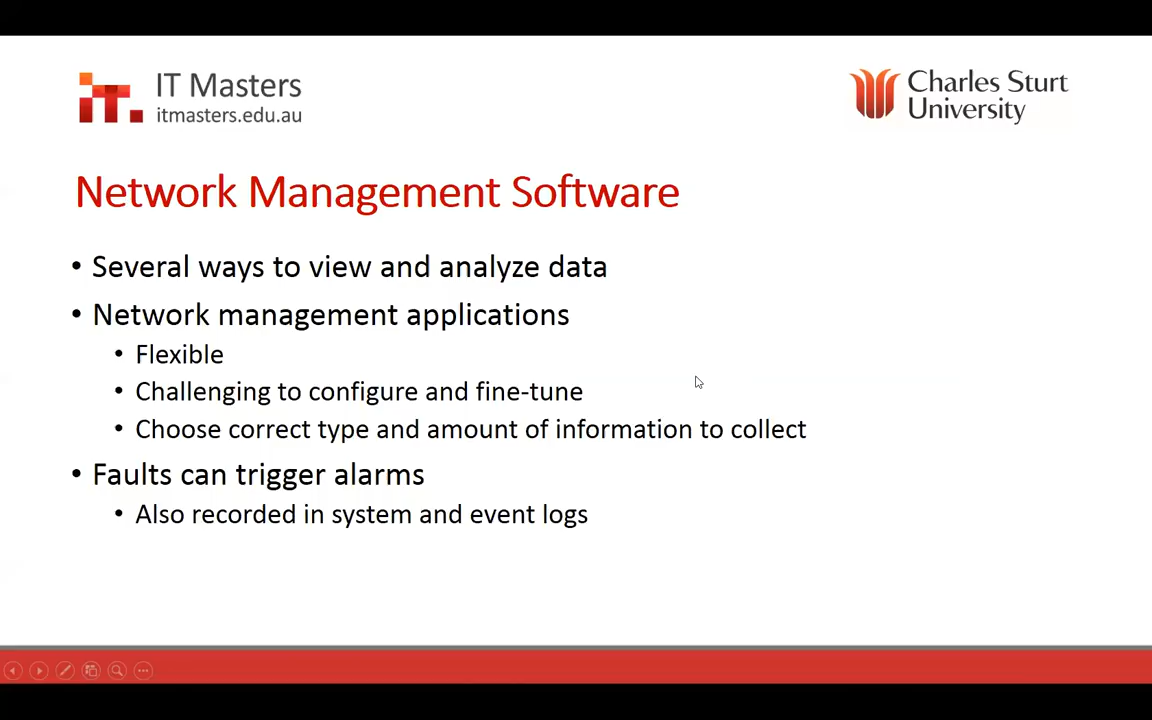 IT Masters
itmasters.edu.au
Charles Sturt
University
Network Management Software
• Several ways to view and analyze data
• Network management applications
• Flexible
• Challenging to configure and fine-tune
• Choose correct type and amount of information to collect
• Faults can trigger alarms
• Also recorded in system and event logs